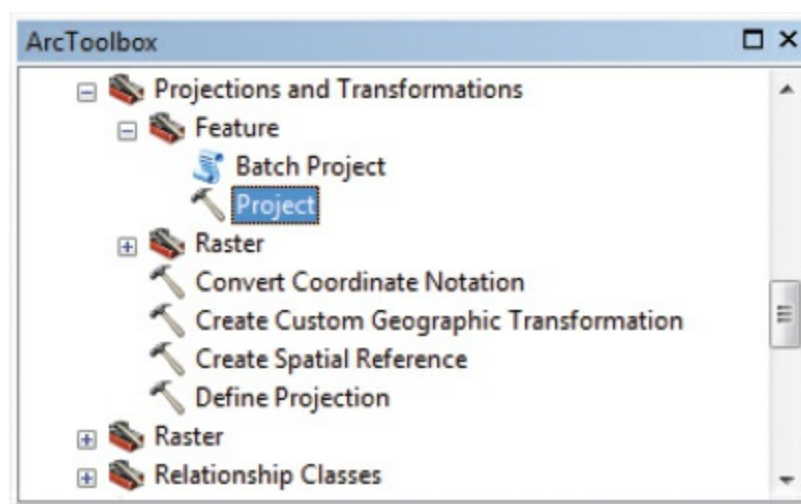 ArcToolbox
Projections and Transformations
Feature
Batch Project
Project
Raster
Convert Coordinate Notation
Create Custom Geographic Transformation
Create Spatial Reference
Define Projection
Raster
Relationship Classes